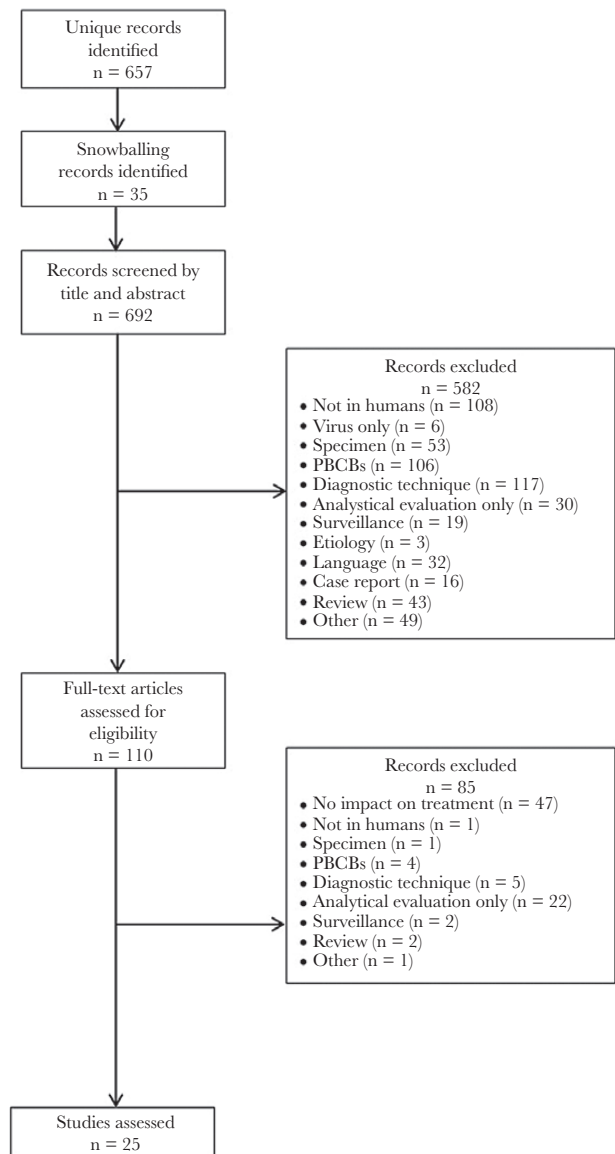 Unique records
identified
n = 657
Snowballing
records identified
n = 35
Records screened by
title and abstract
n = 692
Records excluded
n = 582
• Not in humans (n = 108)
• Virus only (n = 6)
• Specimen (n = 53)
• PBCBs (n = 106)
• Diagnostic technique (n = 117)
• Analytical evaluation only (n = 30)
• Surveillance (n = 19)
• Etiology (n = 3)
• Language (n = 32)
• Case report (n = 16)
• Review (n = 43)
• Other (n = 49)
Full-text articles
assessed for
eligibility
n = 110
Records excluded
n = 85
• No impact on treatment (n = 47)
• Not in humans (n = 1)
• Specimen (n = 1)
• PBCBs (n = 4)
• Diagnostic technique (n = 5)
• Analytical evaluation only (n = 22)
• Surveillance (n = 2)
• Review (n = 2)
• Other (n = 1)
Studies assessed
n = 25